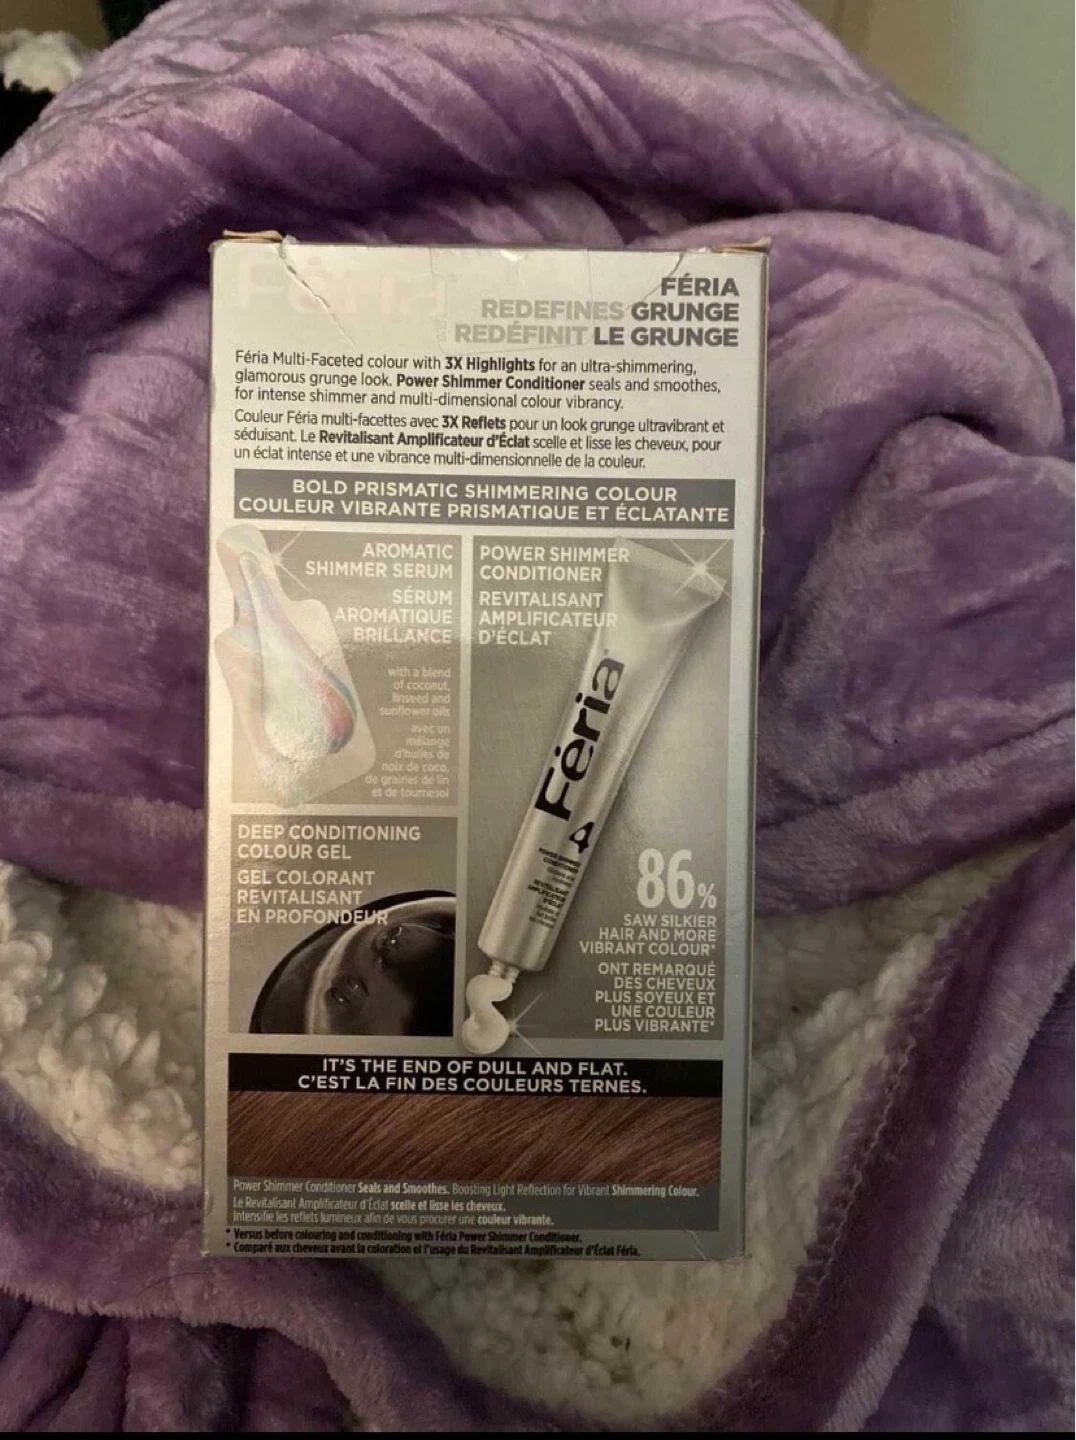 Féria
FÉRIA
REDEFINES GRUNGE
REDÉFINIT LE GRUNGE
Féria Multi-Faceted colour with 3X Highlights for an ultra-shimmering,
glamorous grunge look. Power Shimmer Conditioner seals and smoothes,
for intense shimmer and multi-dimensional colour vibrancy.
Couleur Féria multi-facettes avec 3X Reflets pour un look grunge ultravibrant et
séduisant. Le Revitalisant Amplificateur d'Éclat scelle et lisse les cheveux, pour
un éclat intense et une vibrance multi-dimensionnelle de la couleur.
BOLD PRISMATIC SHIMMERING COLOUR
COULEUR VIBRANTE PRISMATIQUE ET ÉCLATANTE
AROMATIC
SHIMMER SERUM
SÉRUM
AROMATIQUE
BRILLANCE
with a blend
of coconut,
linseed and
sunflower oils
avec un
mélange
d'huiles de
noix de coco,
de graines de lin
et de tournesol
POWER SHIMMER
CONDITIONER
REVITALISANT
AMPLIFICATEUR
D'ÉCLAT
Féria
4
POWER SHIMMER
CONDITIONER
REVITALISANT
AMPLIFICATEUR
D'ÉCLAT
86%
SAW SILKIER
HAIR AND MORE
VIBRANT COLOUR*
ONT REMARQUÉ
DES CHEVEUX
PLUS SOYEUX ET
UNE COULEUR
PLUS VIBRANTE*
DEEP CONDITIONING
COLOUR GEL
GEL COLORANT
REVITALISANT
EN PROFONDEUR
IT'S THE END OF DULL AND FLAT.
C'EST LA FIN DES COULEURS TERNES.
Power Shimmer Conditioner Seals and Smoothes. Boosting Light Reflection for Vibrant Shimmering Colour.
Le Revitalisant Amplificateur d'Éclat scelle et lisse les cheveux.
Intensifie les reflets lumineux afin de vous procurer une couleur vibrante.
* Versus before colouring and conditioning with Féria Power Shimmer Conditioner.
* Comparé aux cheveux avant la coloration et l'usage du Revitalisant Amplificateur d'Éclat Féria.